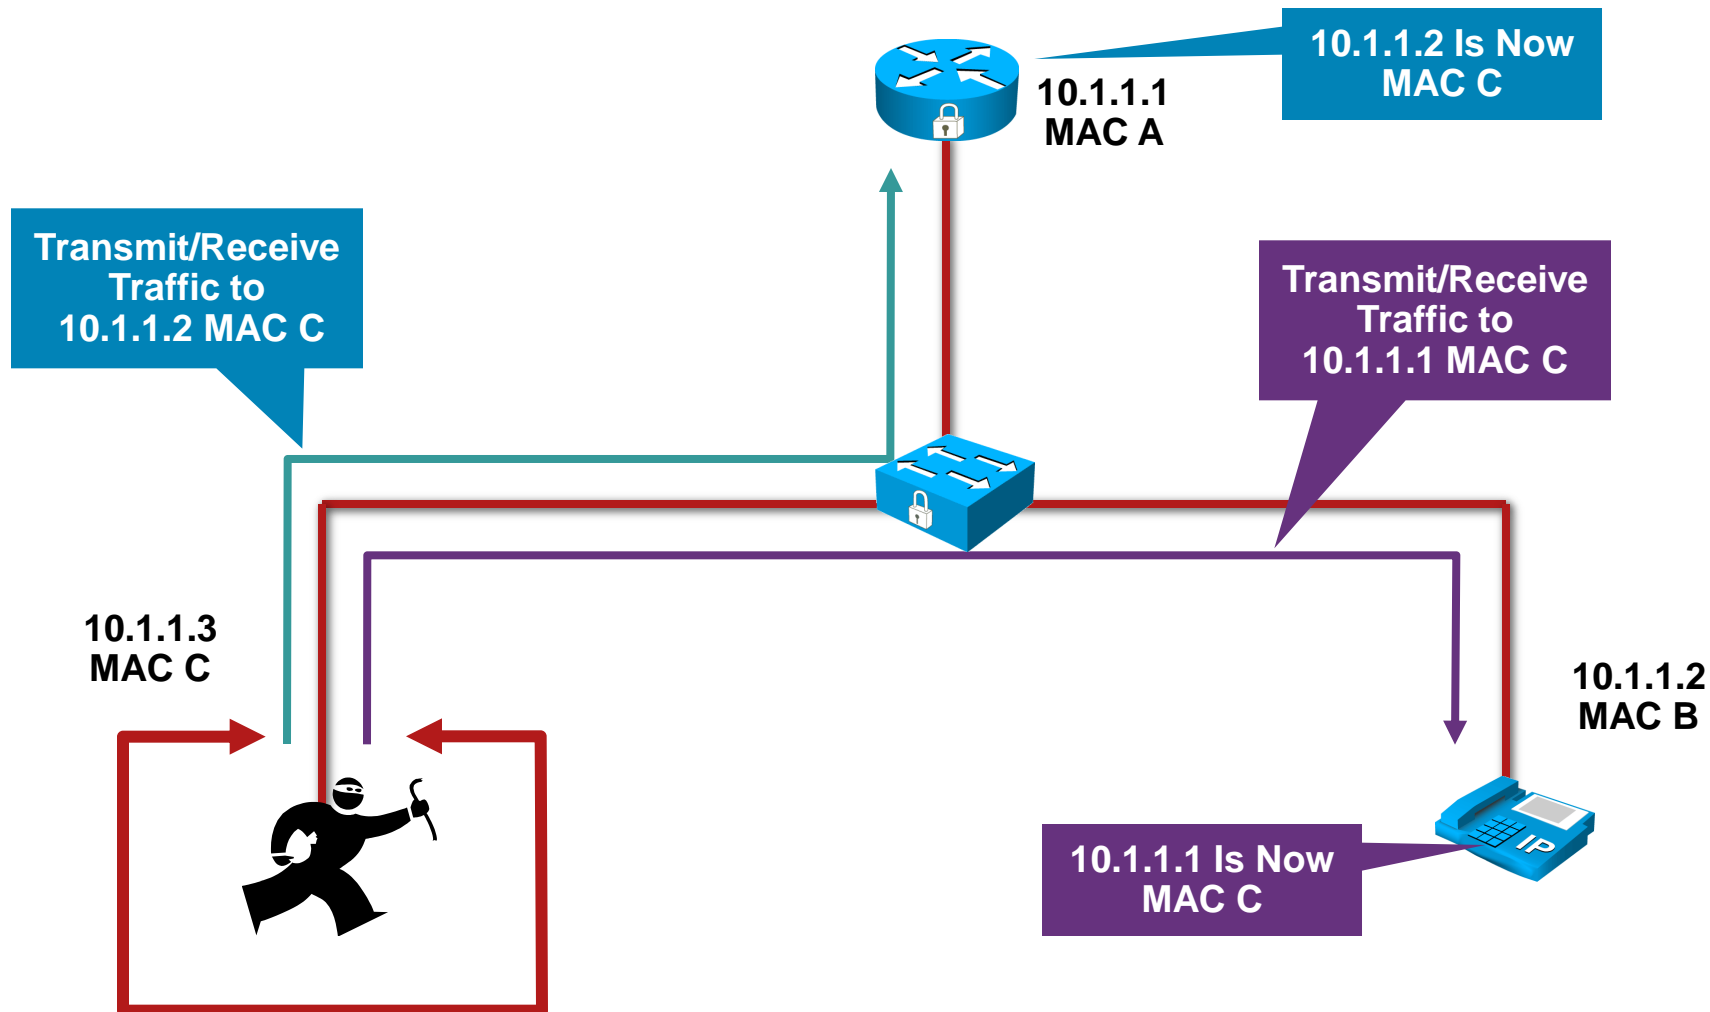 10.1.1.2 Is Now
MAC C
10.1.1.1
MAC A
Transmit/Receive
Traffic to
10.1.1.2 MAC C
Transmit/Receive
Traffic to
10.1.1.1 MAC C
10.1.1.3
MAC C
10.1.1.2
MAC B
10.1.1.1 Is Now
MAC C
IP